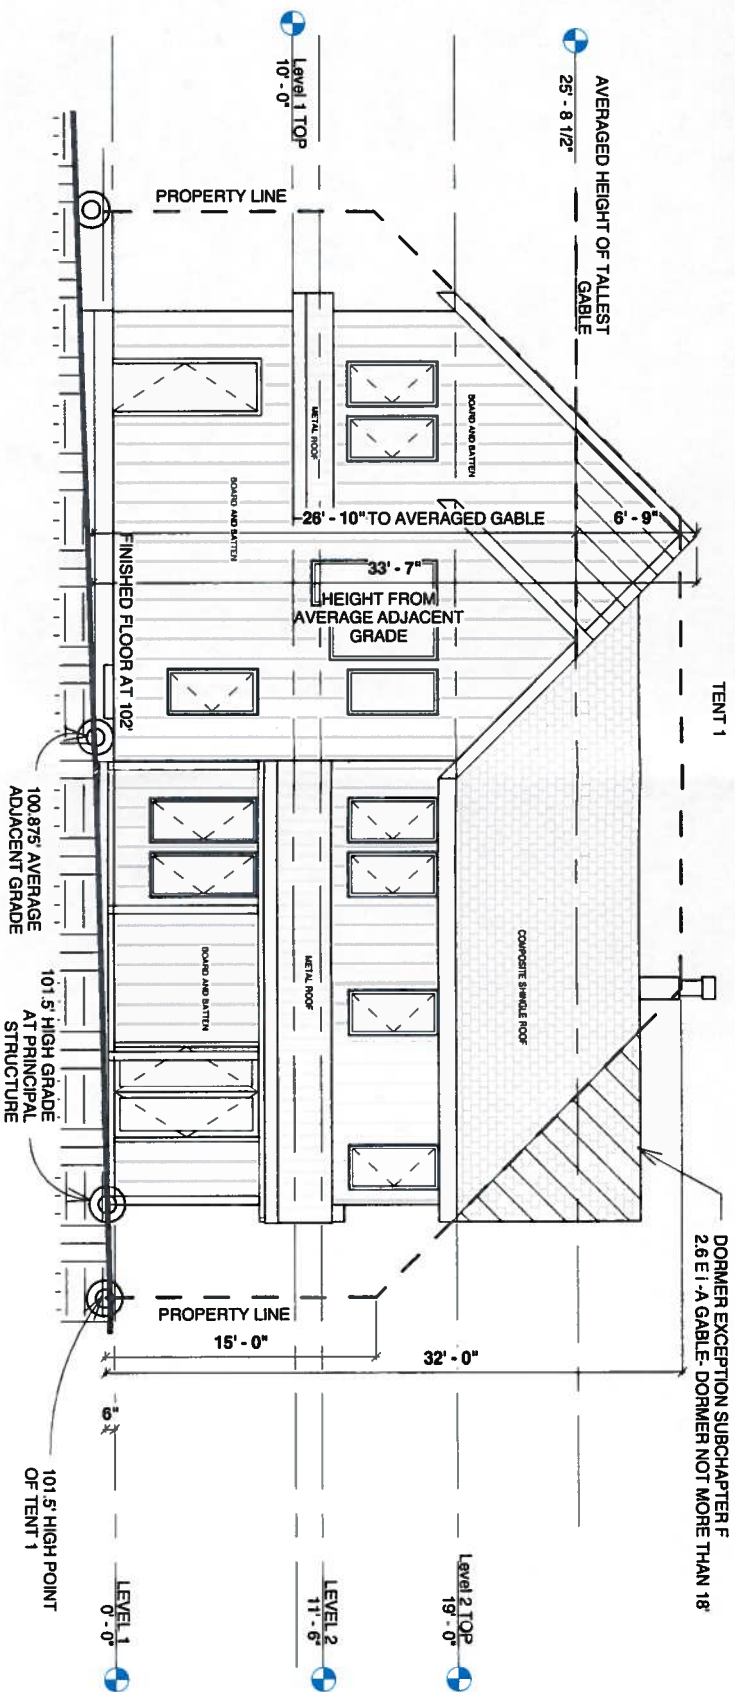 AVERAGED HEIGHT OF TALLEST
GABLE
25' - 8 1/2"
Level 1 TOP
10' - 0"
PROPERTY LINE
TENT 1
BOARD AND BATTEN
METAL ROOF
BOARD AND BATTEN
26' - 10" TO AVERAGED GABLE
6' - 9"
33' - 7"
HEIGHT FROM
AVERAGE ADJACENT
GRADE
FINISHED FLOOR AT 102'
100.875' AVERAGE
ADJACENT GRADE
COMPOSITE SHINGLE ROOF
METAL ROOF
BOARD AND BATTEN
101.5' HIGH GRADE
AT PRINCIPAL
STRUCTURE
DORMER EXCEPTION SUBCHAPTER F
2.6 E i -A GABLE- DORMER NOT MORE THAN 18'
PROPERTY LINE
15' - 0"
32' - 0"
6"
101.5' HIGH POINT
OF TENT 1
Level 2 TOP
19' - 0"
LEVEL 2
11' - 6"
LEVEL 1
0' - 0"